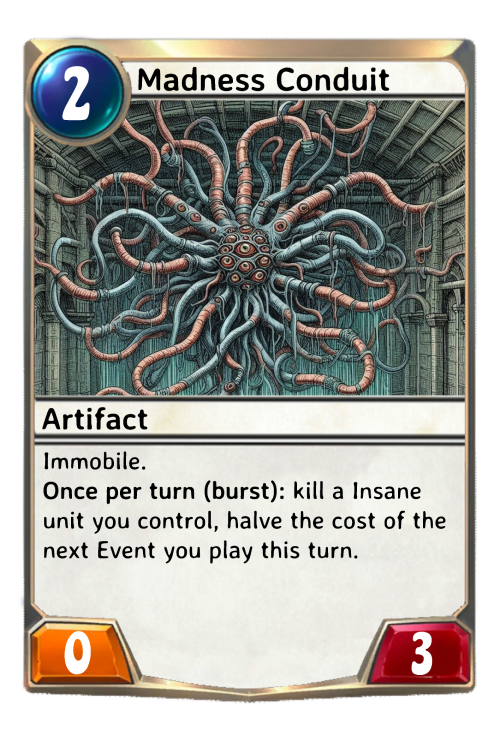 2
Madness Conduit
Artifact
Immobile.
Once per turn (burst): kill a Insane
unit you control, halve the cost of the
next Event you play this turn.
0
3